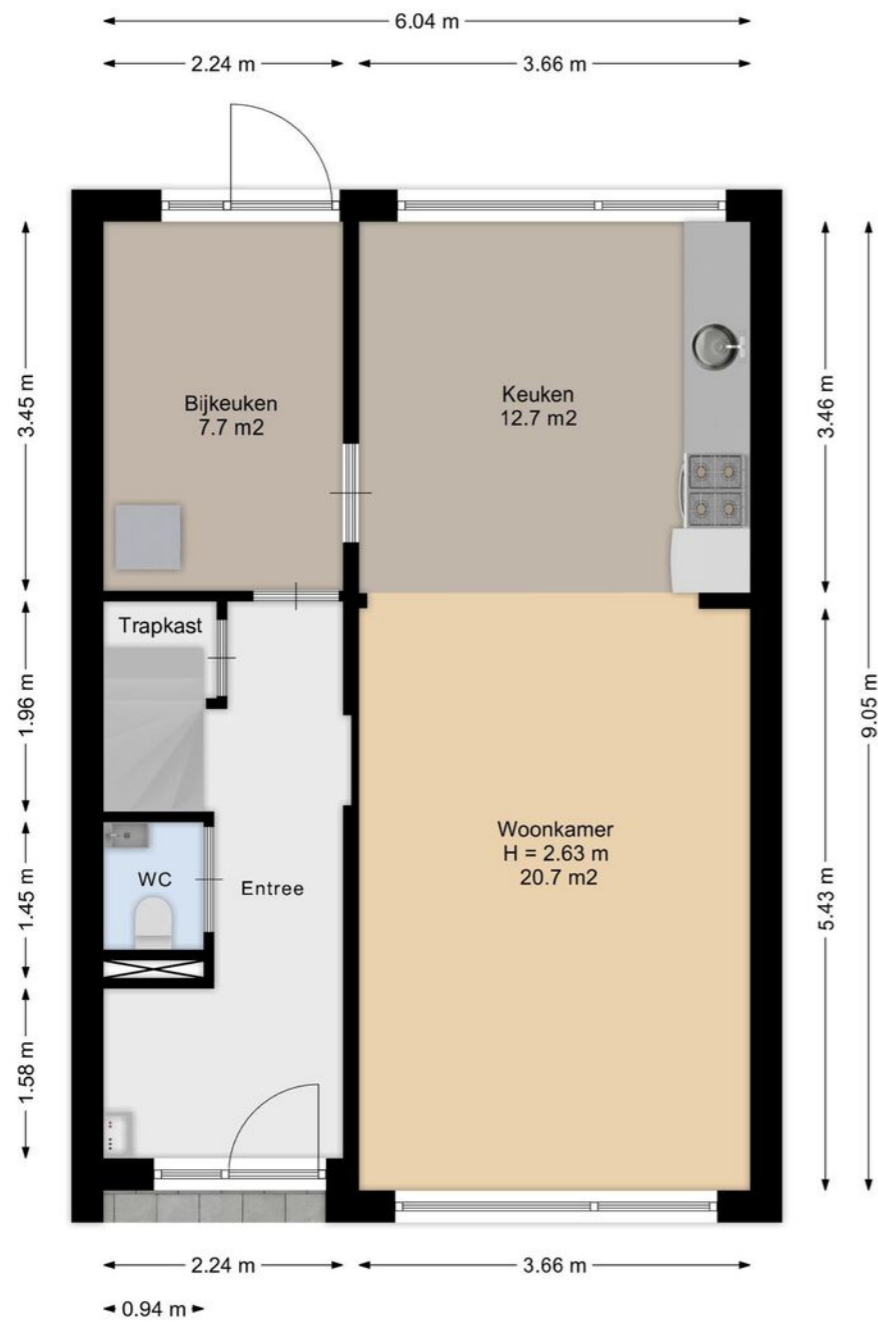 6.04 m
2.24 m
3.66 m
3.45 m
3.46 m
Bijkeuken
7.7 m2
Keuken
12.7 m2
Trapkast
1.96 m
9.05 m
Woonkamer
H = 2.63 m
20.7 m2
WC
Entree
1.45 m
5.43 m
1.58 m
2.24 m
3.66 m
0.94 m